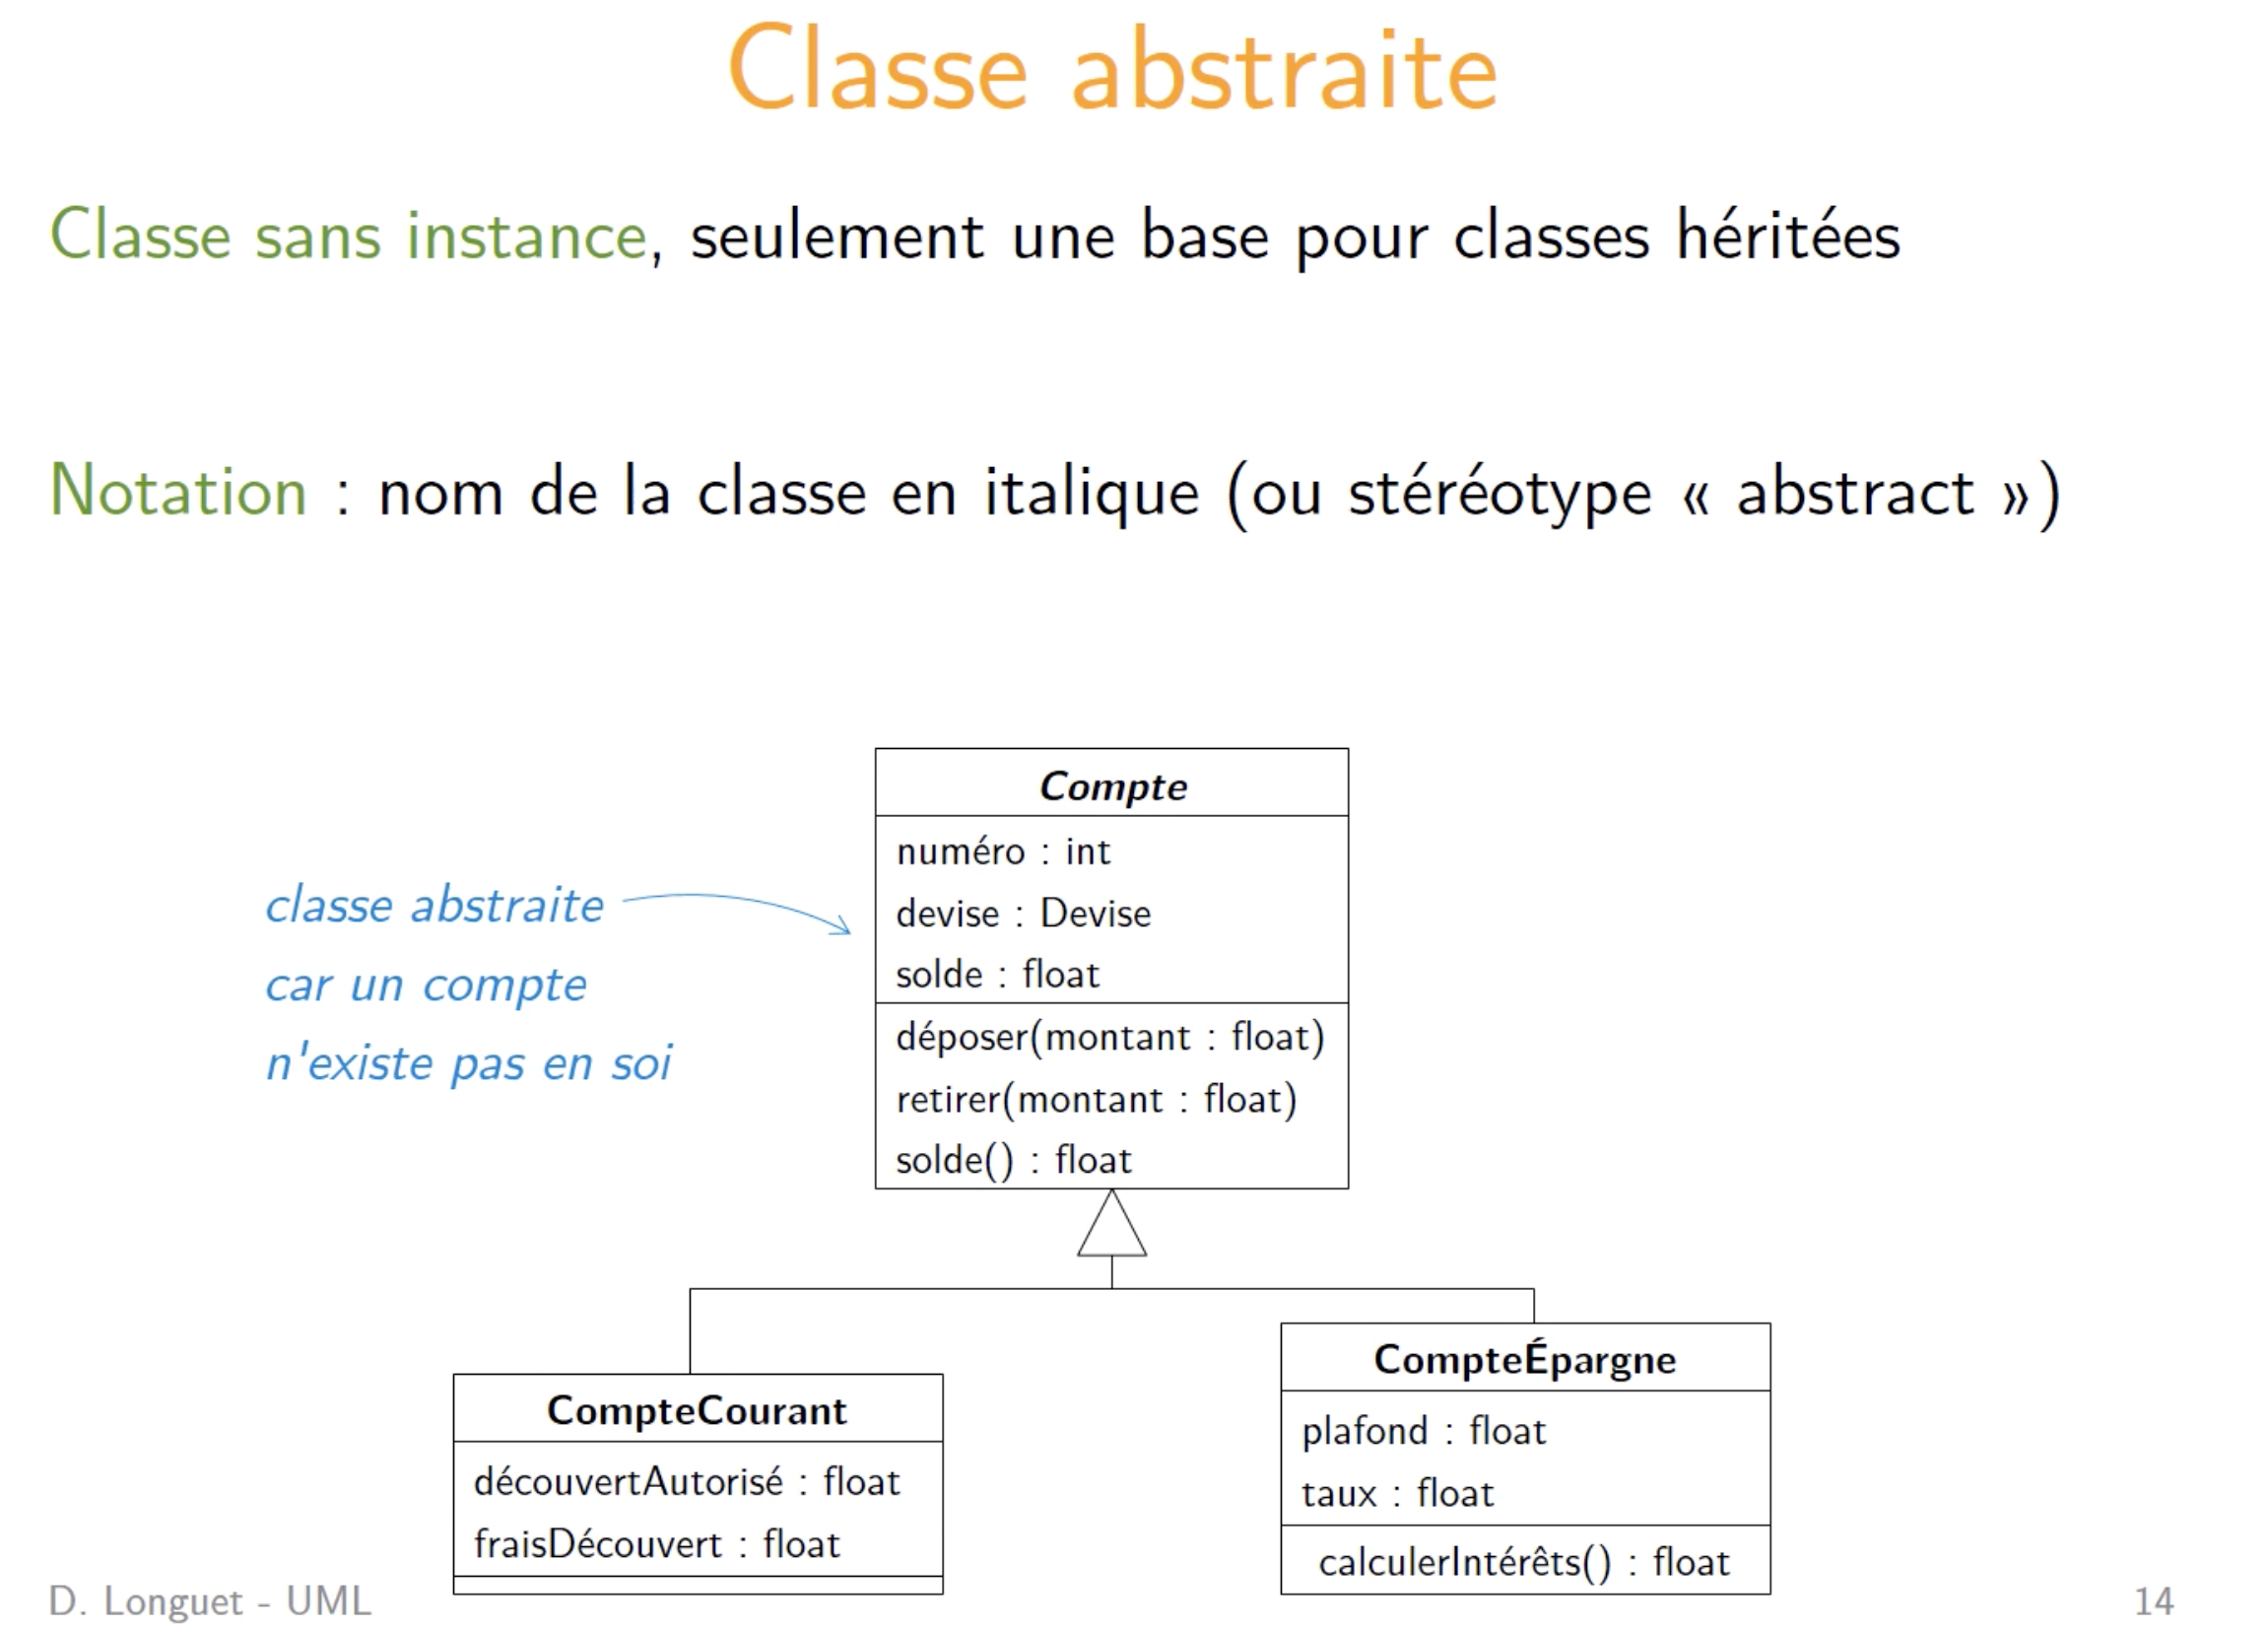 Classe abstraite
Classe sans instance, seulement une base pour classes héritées
Notation : nom de la classe en italique (ou stéréotype « abstract »)
classe abstraite
car un compte
n'existe pas en soi
Compte
numéro : int
devise : Devise
solde : float
déposer(montant : float)
retirer(montant : float)
solde() : float
CompteCourant
découvertAutorisé : float
fraisDécouvert : float
CompteÉpargne
plafond : float
taux : float
calculerIntérêts() : float
D. Longuet - UML
14